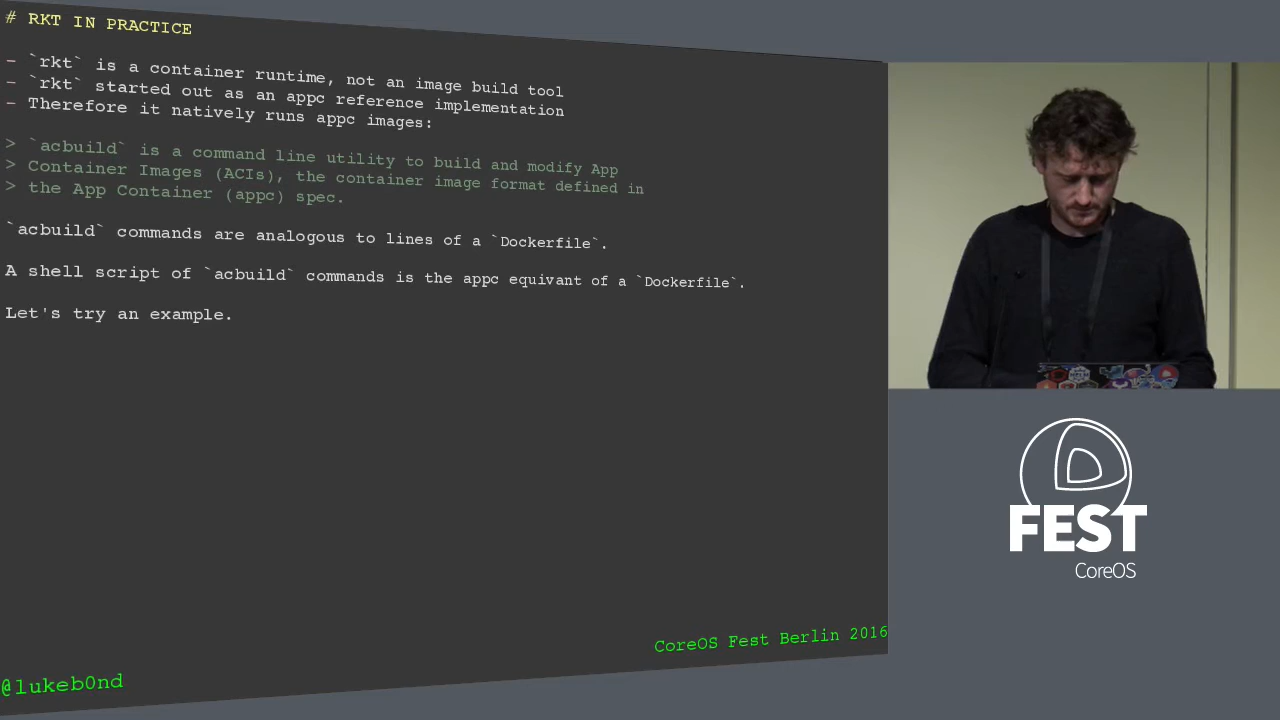 # RKT IN PRACTICE
- `rkt` is a container runtime, not an image build tool
- `rkt` started out as an appc reference implementation
- Therefore it natively runs appc images:
> `acbuild` is a command line utility to build and modify App
> Container Images (ACIs), the container image format defined in
> the App Container (appc) spec.
`acbuild` commands are analogous to lines of a `Dockerfile`.
A shell script of `acbuild` commands is the appc equivant of a `Dockerfile`.
Let's try an example.
CoreOS Fest Berlin 2016
@lukeb0nd
FEST
CoreOS